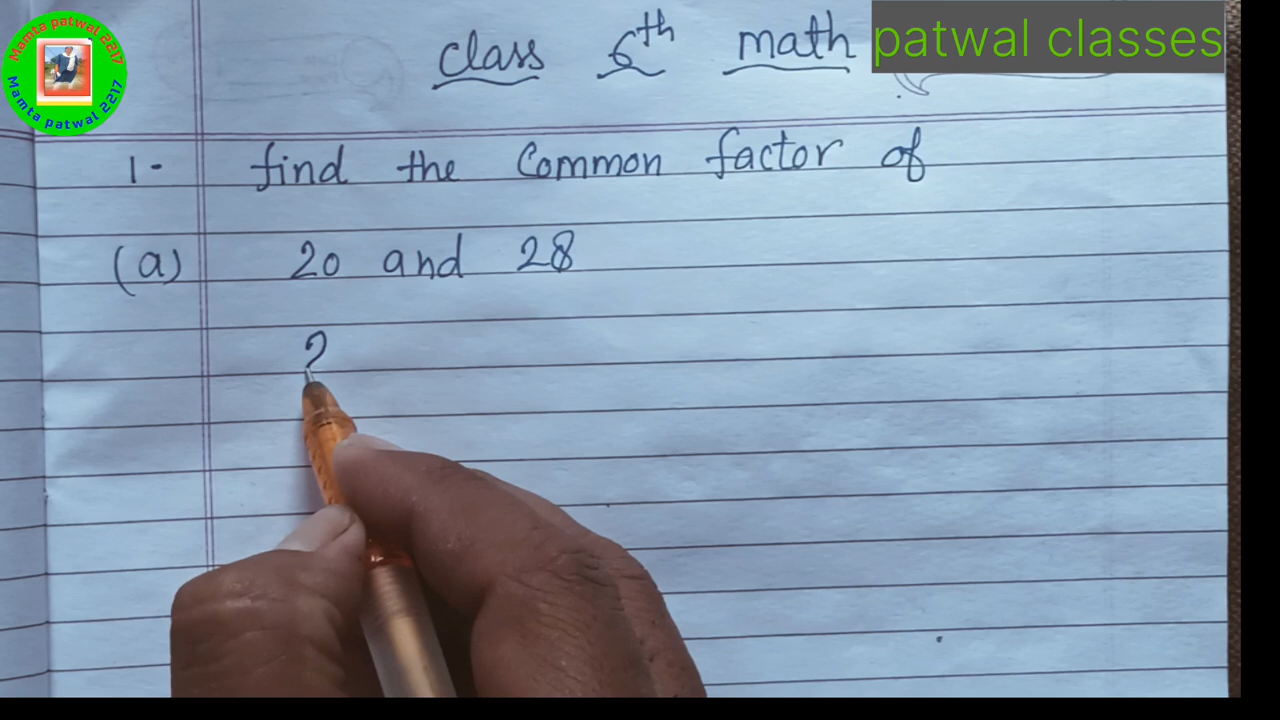 Mamta patwal 2217
Mamta patwal 2217
patwal classes
class 6th math
1- find the Common factor of
(a) 20 and 28
2